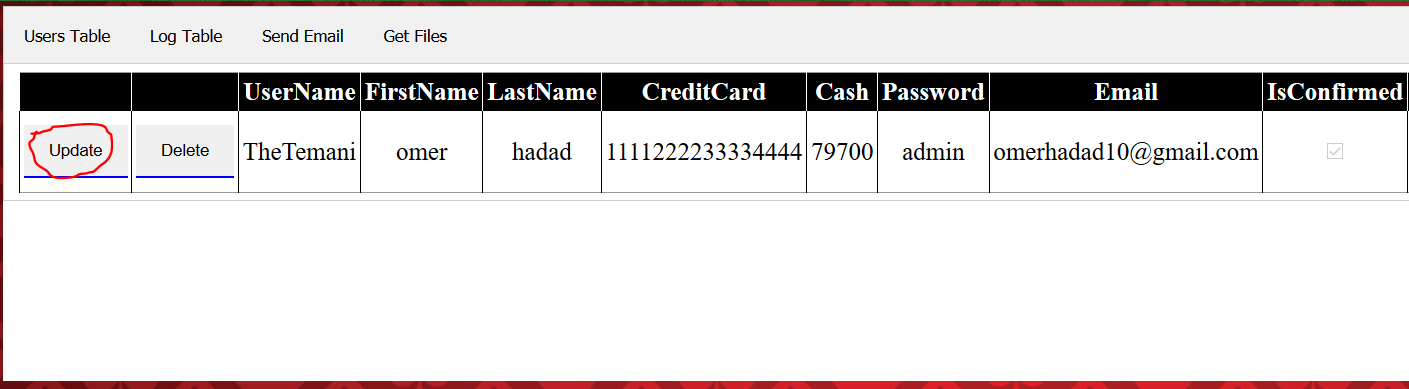 Users Table Log Table Send Email Get Files
UserName FirstName LastName CreditCard Cash Password Email IsConfirmed
Update Delete TheTemani omer hadad 1111222233334444 79700 admin omerhadad10@gmail.com